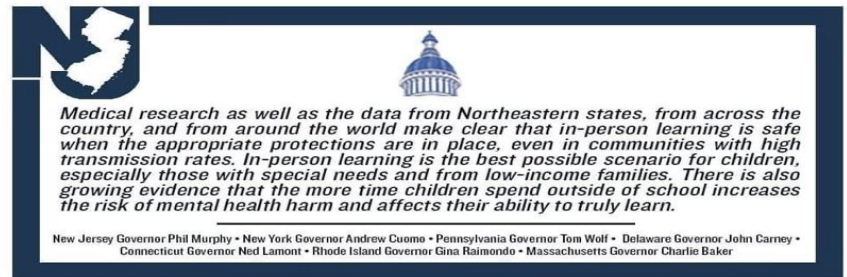 NJ
Medical research as well as the data from Northeastern states, from across the
country, and from around the world make clear that in-person learning is safe
when the appropriate protections are in place, even in communities with high
transmission rates. In-person learning is the best possible scenario for children,
especially those with special needs and from low-income families. There is also
growing evidence that the more time children spend outside of school increases
the risk of mental health harm and affects their ability to truly learn.
New Jersey Governor Phil Murphy • New York Governor Andrew Cuomo • Pennsylvania Governor Tom Wolf • Delaware Governor John Carney •
Connecticut Governor Ned Lamont • Rhode Island Governor Gina Raimondo • Massachusetts Governor Charlie Baker